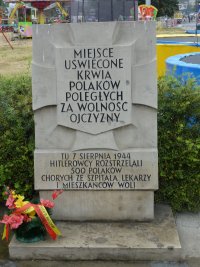 MIEJSCE
UŚWIĘCONE
KRWIĄ
POLAKÓW
POLEGŁYCH
ZA WOLNOŚĆ
OJCZYZNY
TU 7 SIERPNIA 1944
HITLEROWCY ROZSTRZELALI
500 POLAKÓW
CHORYCH ZE SZPITALA, LEKARZY
I MIESZKAŃCÓW WOLI